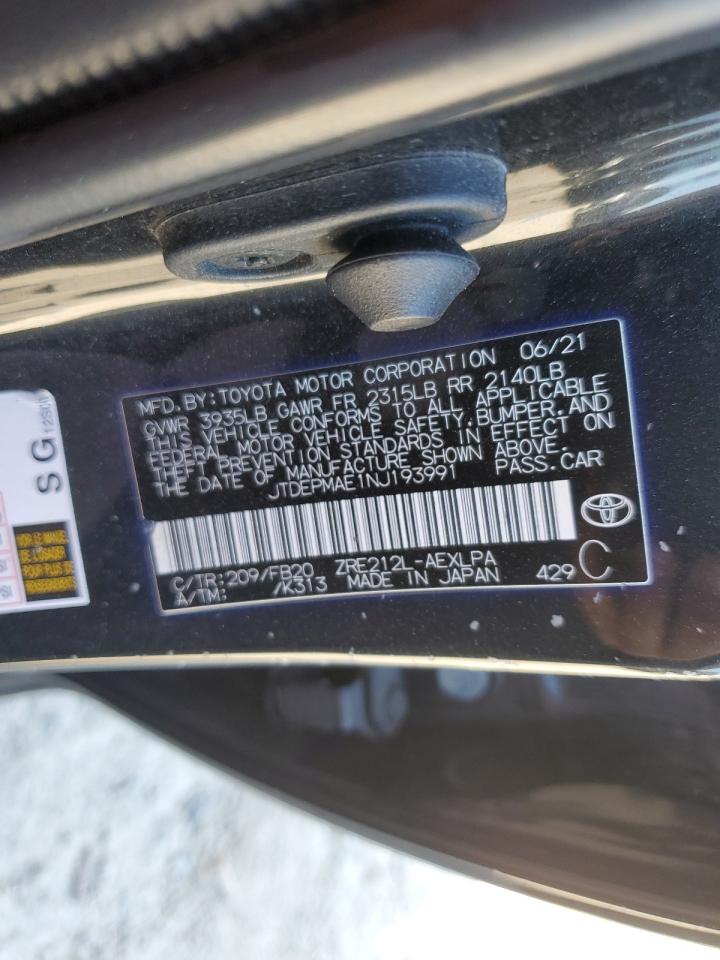 MFD.BY:TOYOTA MOTOR CORPORATION 06/21
GVWR 3935LB GAWR FR 2315LB RR 2140LB
THIS VEHICLE CONFORMS TO ALL APPLICABLE
FEDERAL MOTOR VEHICLE SAFETY, BUMPER, AND
THEFT PREVENTION STANDARDS IN EFFECT ON
THE DATE OF MANUFACTURE SHOWN ABOVE.
JTDEPMAE1NJ193991 PASS.CAR
C/TR:209/FB20 ZRE212L-AEXLPA
A/TM: /K313 MADE IN JAPAN 429 C
SG